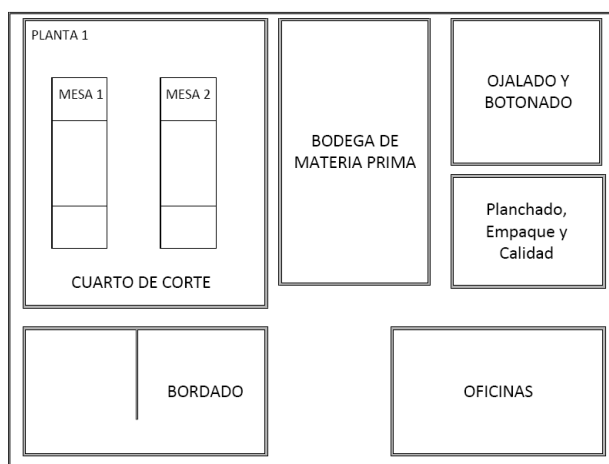 PLANTA 1
MESA 1
MESA 2
CUARTO DE CORTE
BODEGA DE
MATERIA PRIMA
OJALADO Y
BOTONADO
Planchado,
Empaque y
Calidad
BORDADO
OFICINAS